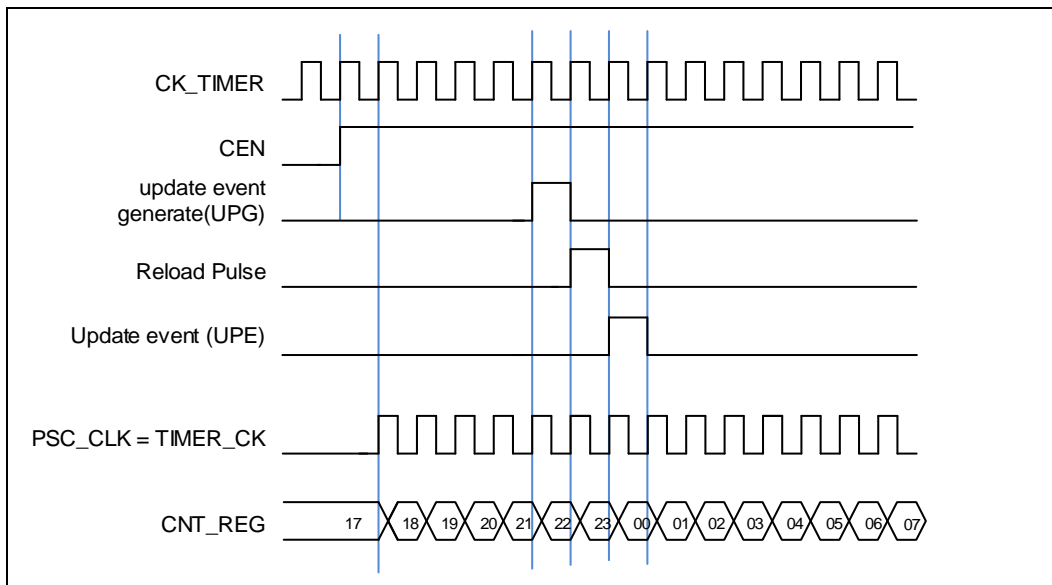 CK_TIMER
CEN
update event
generate(UPG)
Reload Pulse
Update event (UPE)
PSC_CLK = TIMER_CK
CNT_REG 17 18 19 20 21 22 23 00 01 02 03 04 05 06 07